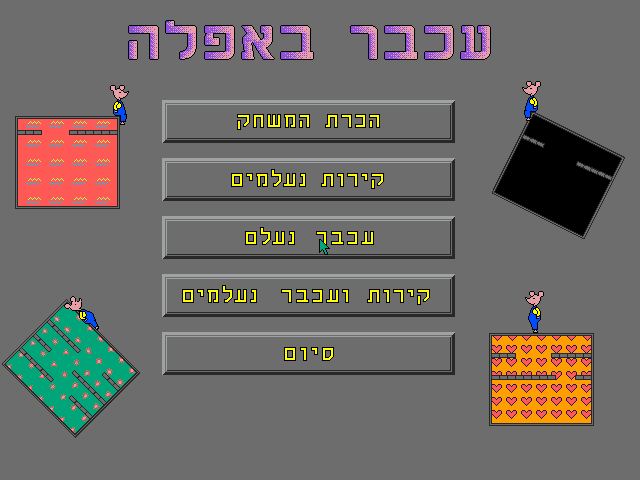 עכבר באפלה
הכרת המשחק
קירות נעלמים
עכבר נעלם
קירות ועכבר נעלמים
סיום